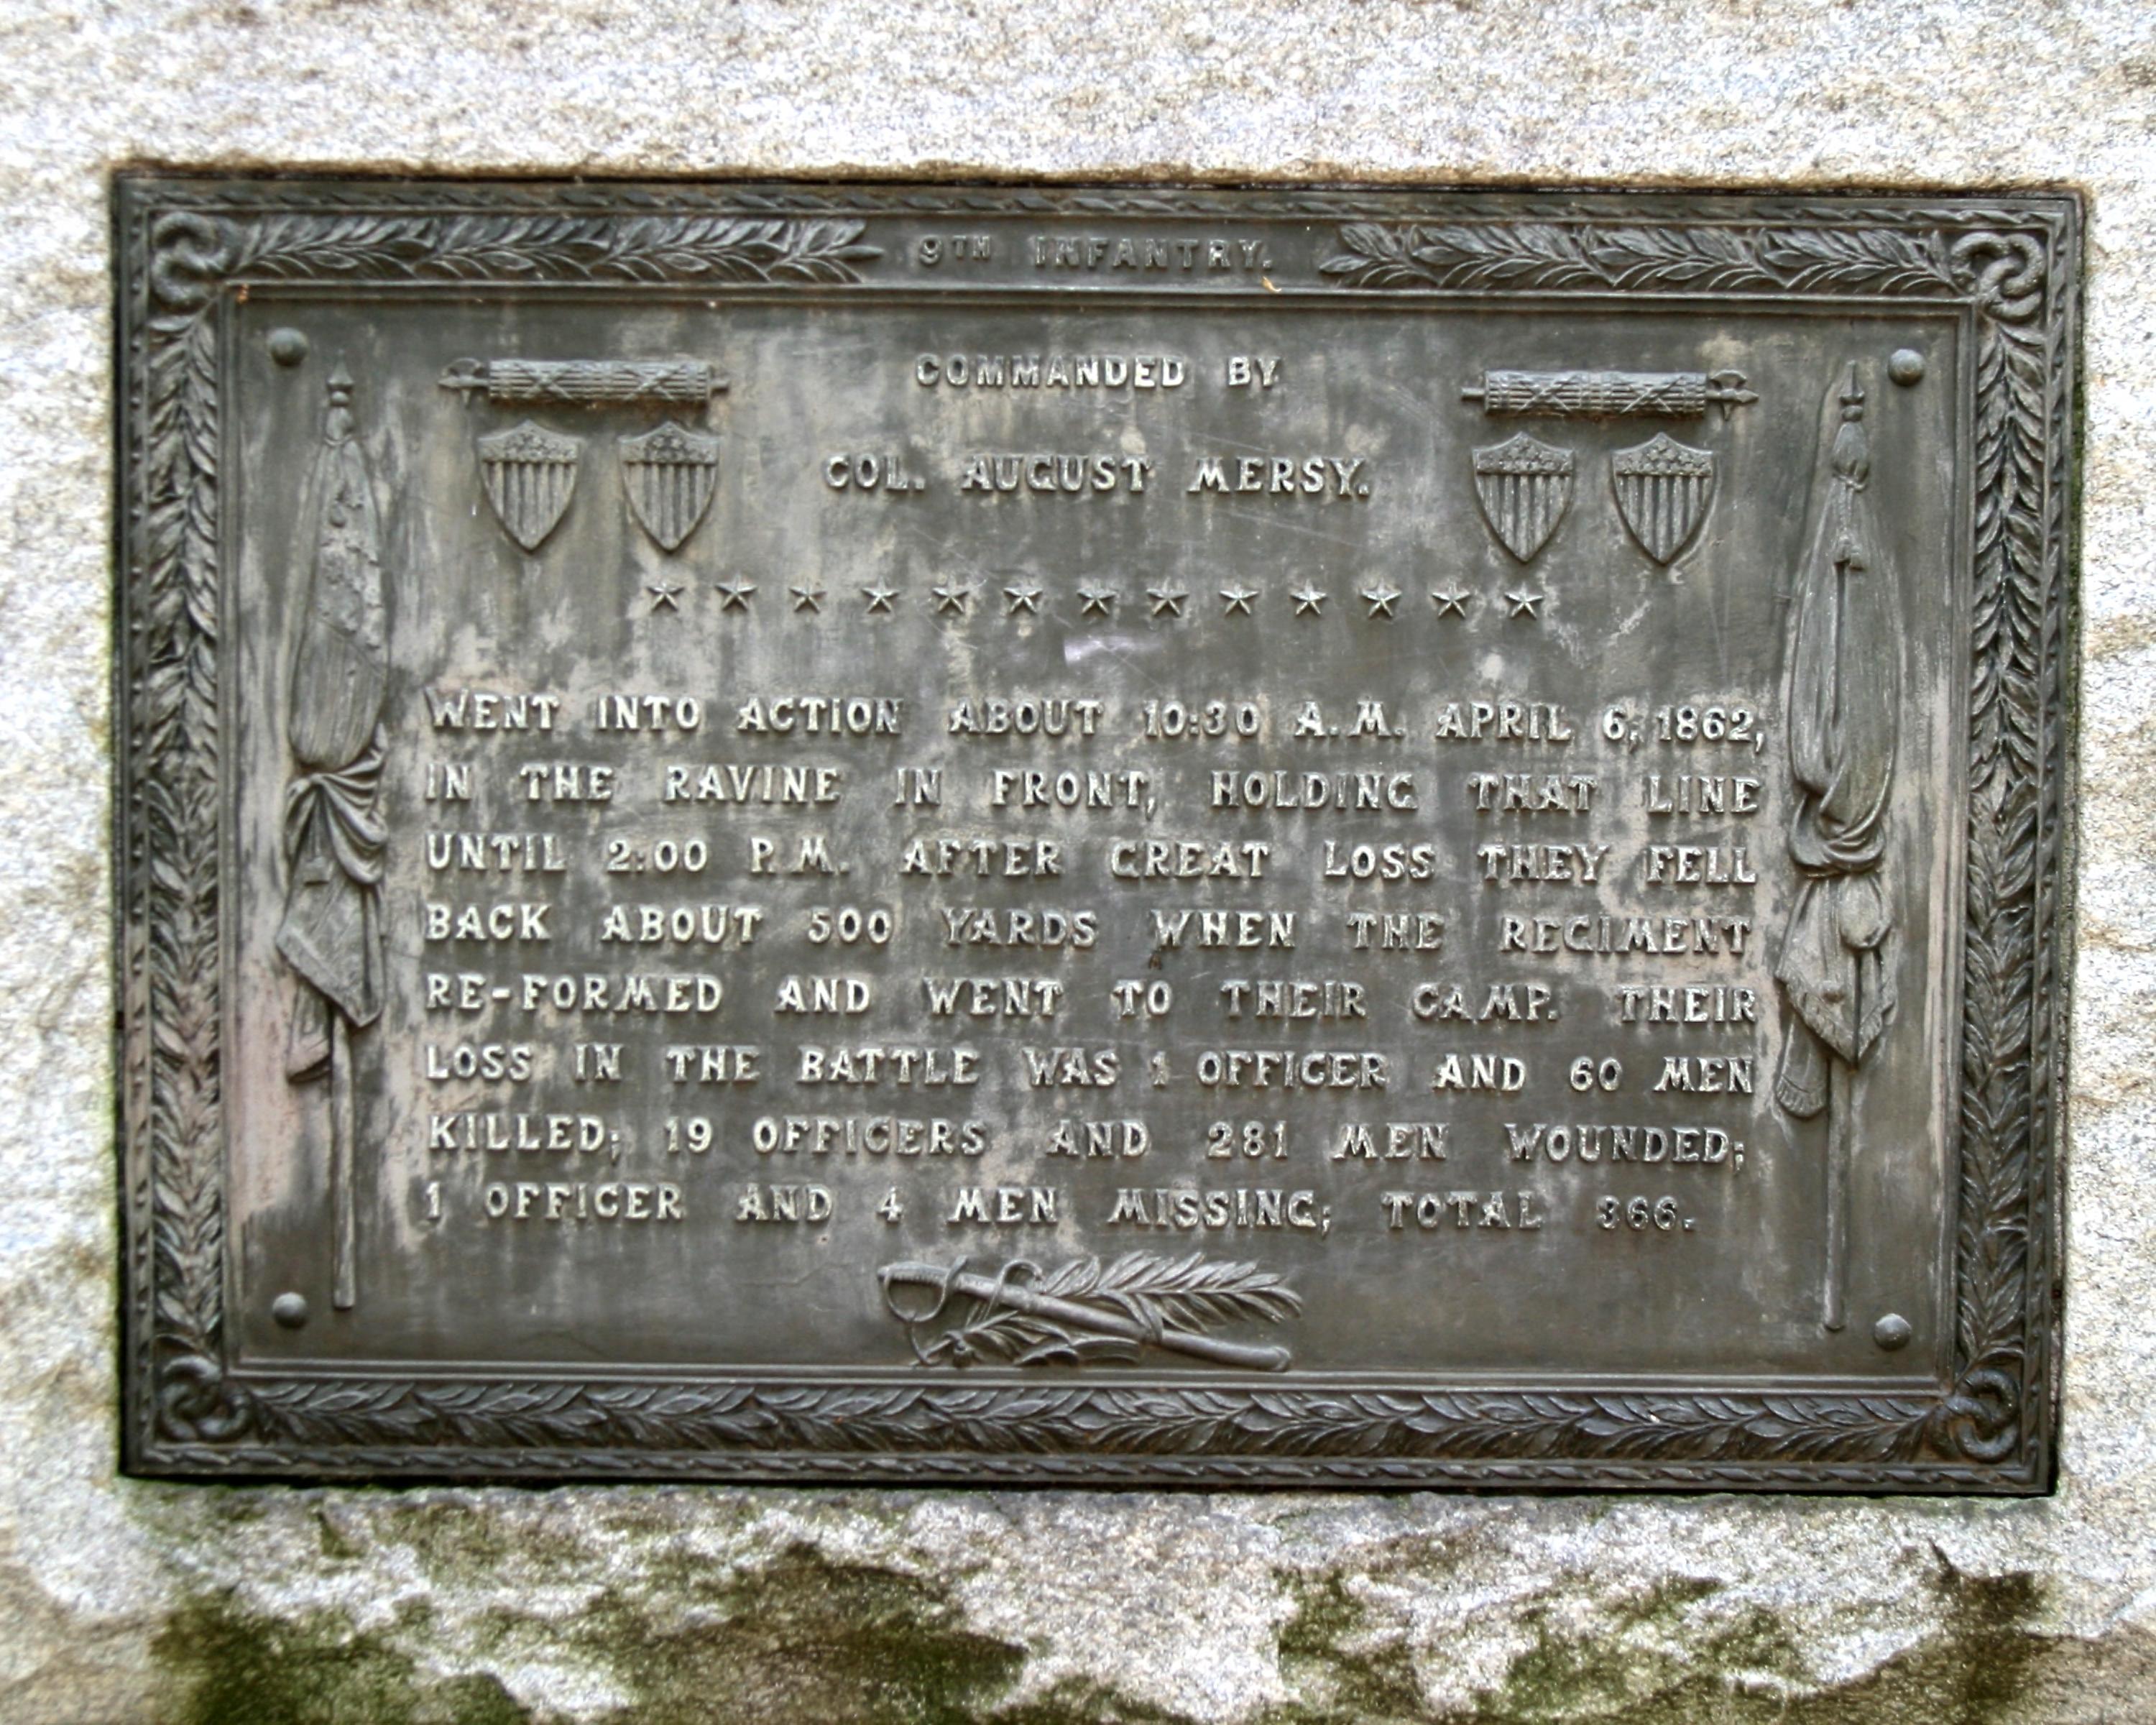 9TH INFANTRY.
COMMANDED BY
COL. AUGUST MERSY.
WENT INTO ACTION ABOUT 10:30 A.M. APRIL 6, 1862,
IN THE RAVINE IN FRONT, HOLDING THAT LINE
UNTIL 2:00 P.M. AFTER GREAT LOSS THEY FELL
BACK ABOUT 500 YARDS WHEN THE REGIMENT
RE-FORMED AND WENT TO THEIR CAMP. THEIR
LOSS IN THE BATTLE WAS 1 OFFICER AND 60 MEN
KILLED; 19 OFFICERS AND 281 MEN WOUNDED;
1 OFFICER AND 4 MEN MISSING; TOTAL 366.